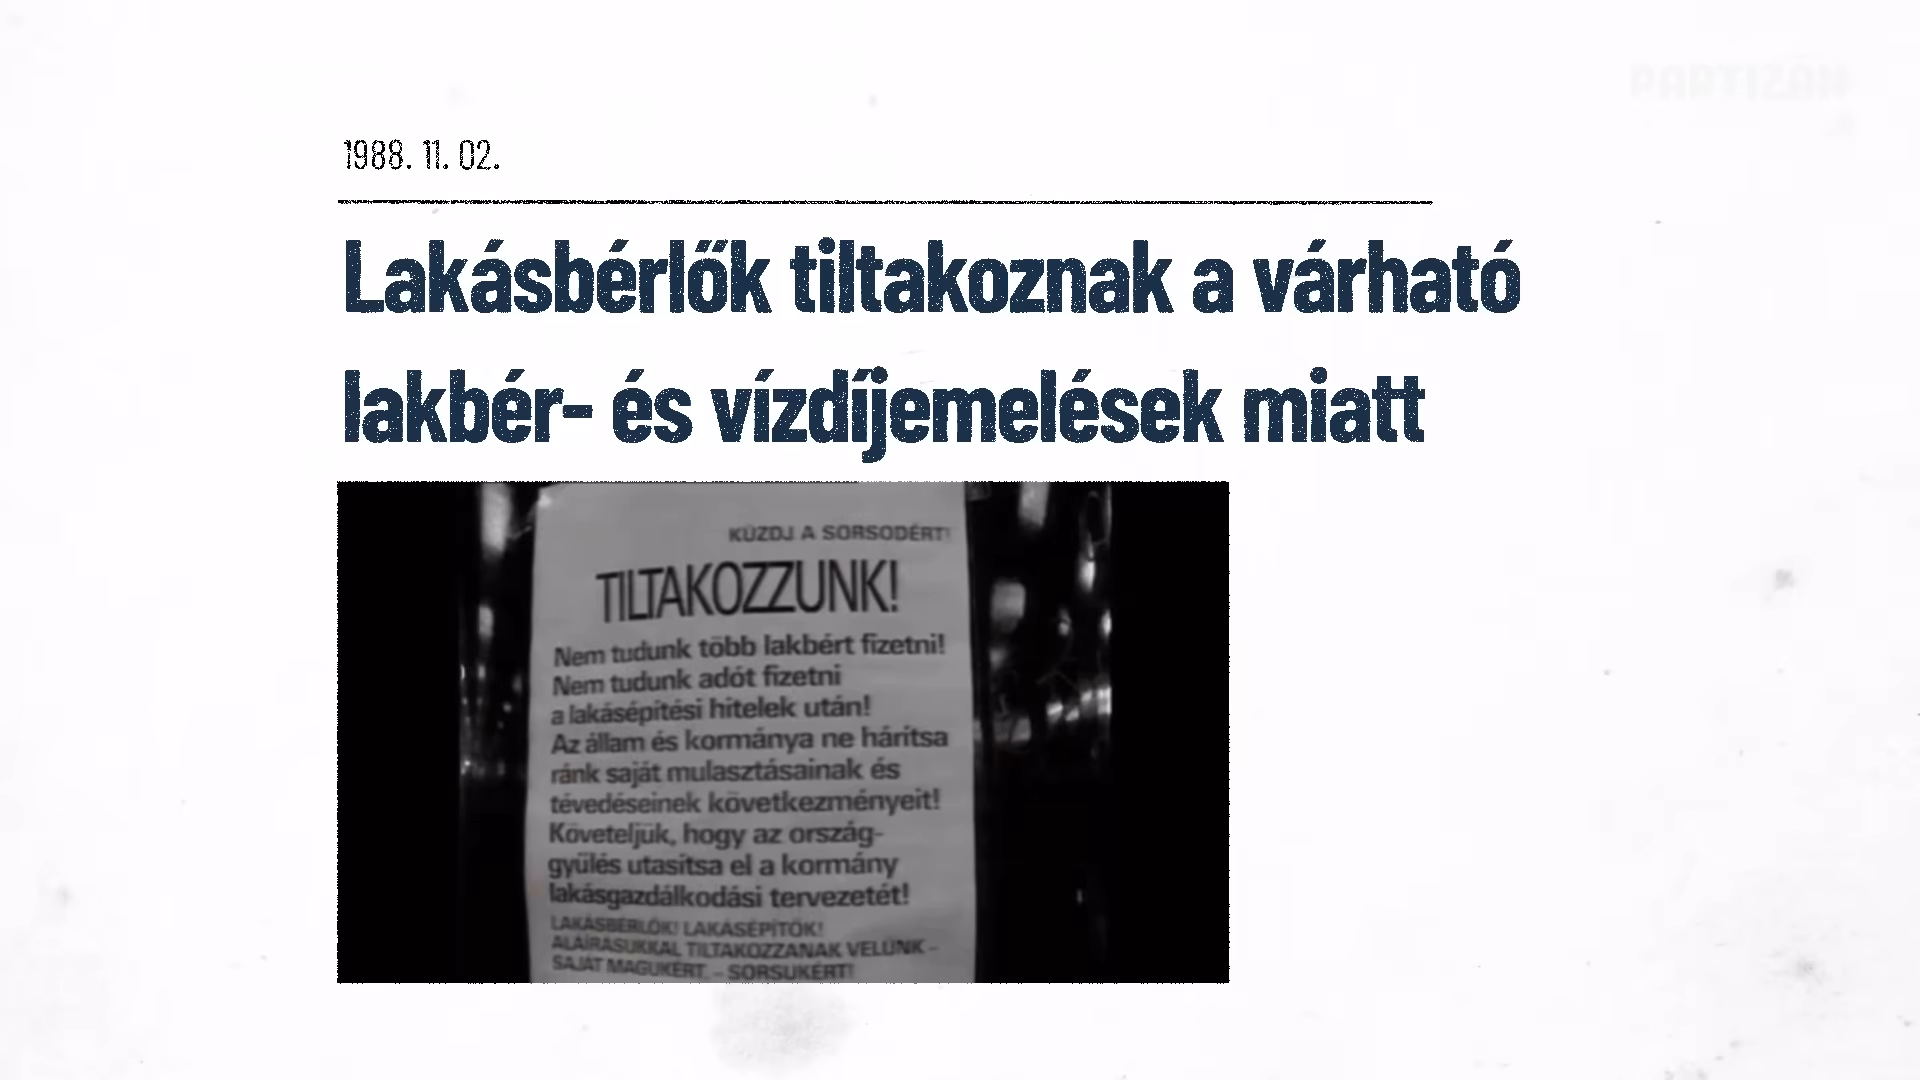 PARTIZÁN
1988. 11. 02.
Lakásbérlők tiltakoznak a várható
lakbér- és vízdíjemelések miatt
KÜZDJ A SORSODÉRT!
TILTAKOZZUNK!
Nem tudunk több lakbért fizetni!
Nem tudunk adót fizetni
a lakásépítési hitelek után!
Az állam és kormánya ne hárítsa
ránk saját mulasztásainak és
tévedéseinek következményeit!
Követeljük, hogy az ország-
gyűlés utasítsa el a kormány
lakásgazdálkodási tervezetét!
LAKÁSBÉRLŐK! LAKÁSÉPÍTŐK!
ALÁÍRÁSUKKAL TILTAKOZZANAK VELÜNK –
SAJÁT MAGUKÉRT – SORSUKÉRT!